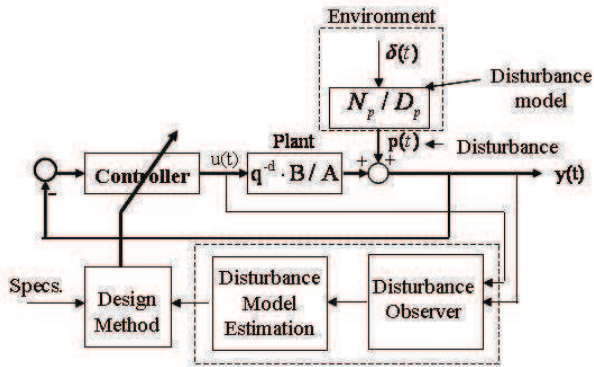 Environment
δ(t)
N_p / D_p
Disturbance
model
Plant
p(t)
Disturbance
u(t)
+ +
Controller
q^-d · B / A
y(t)
−
Specs.
Design
Method
Disturbance
Model
Estimation
Disturbance
Observer